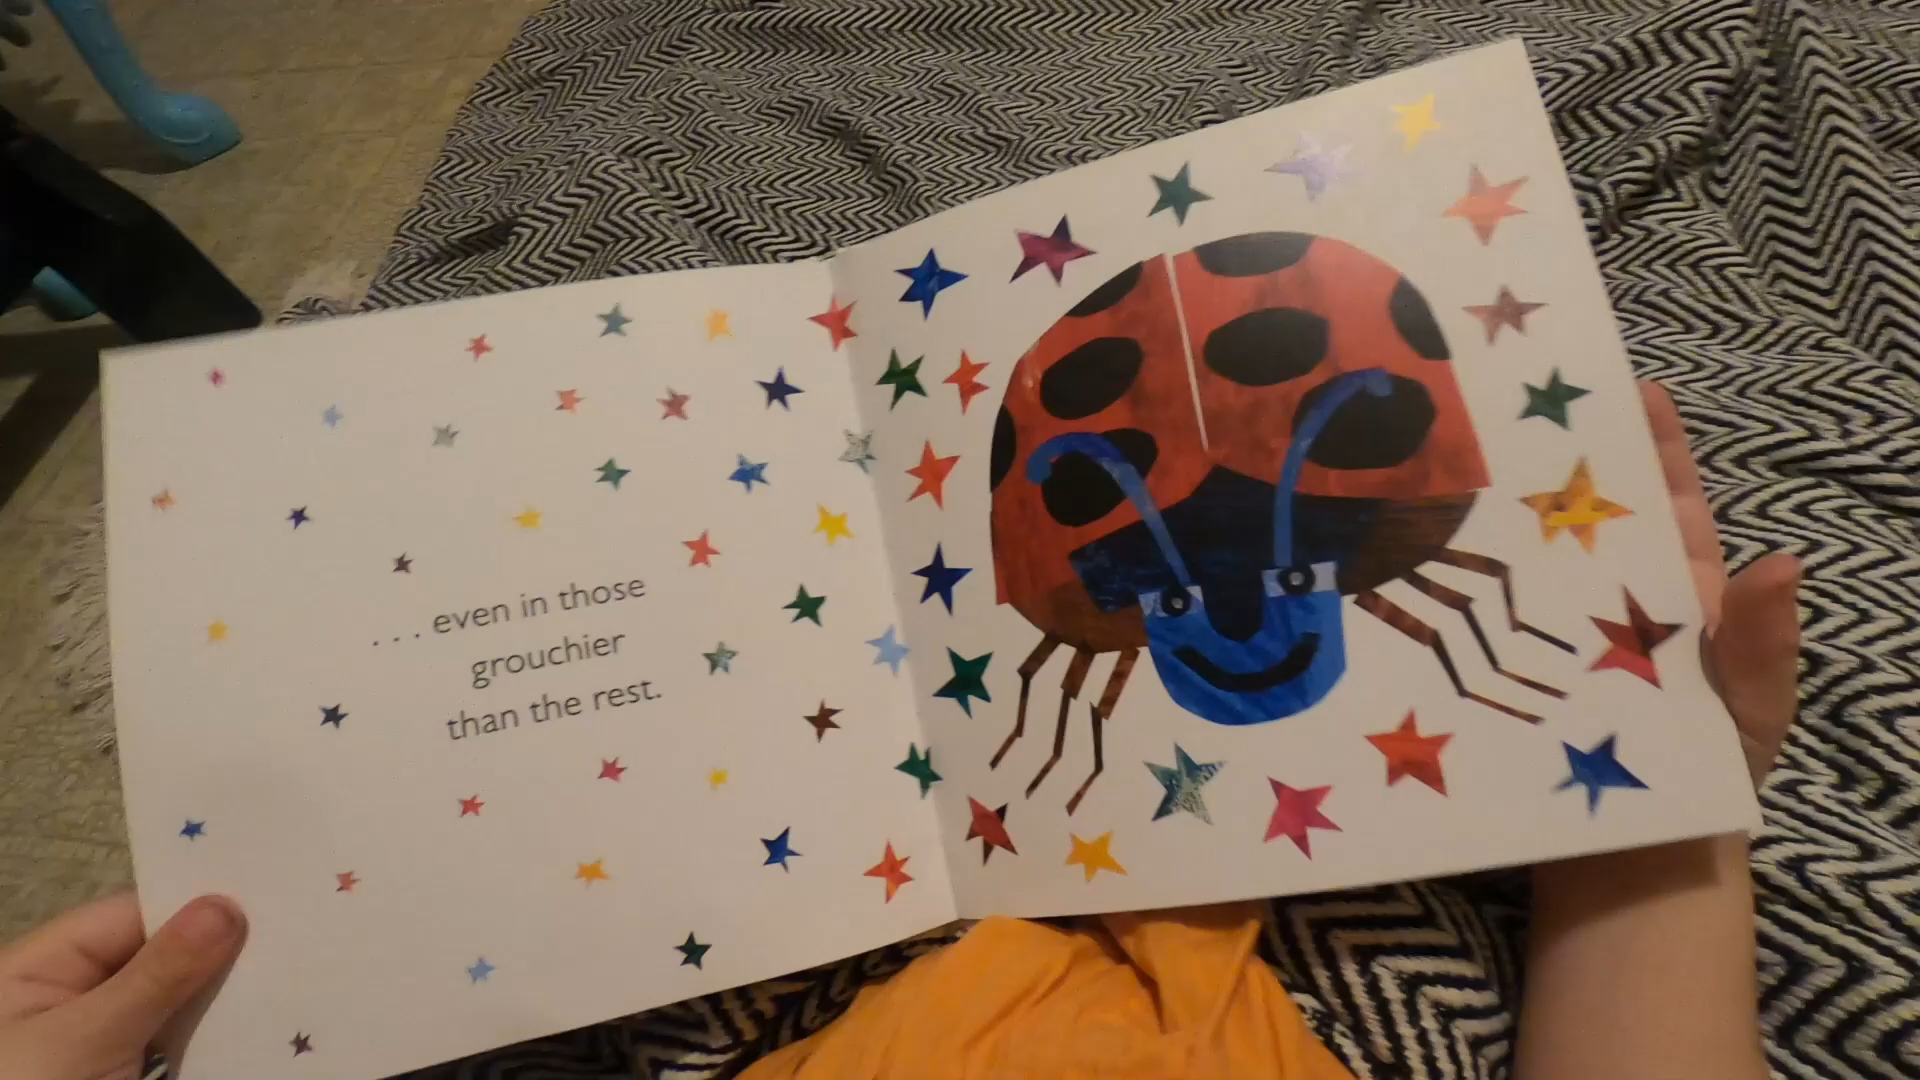 . . . even in those
grouchier
than the rest.